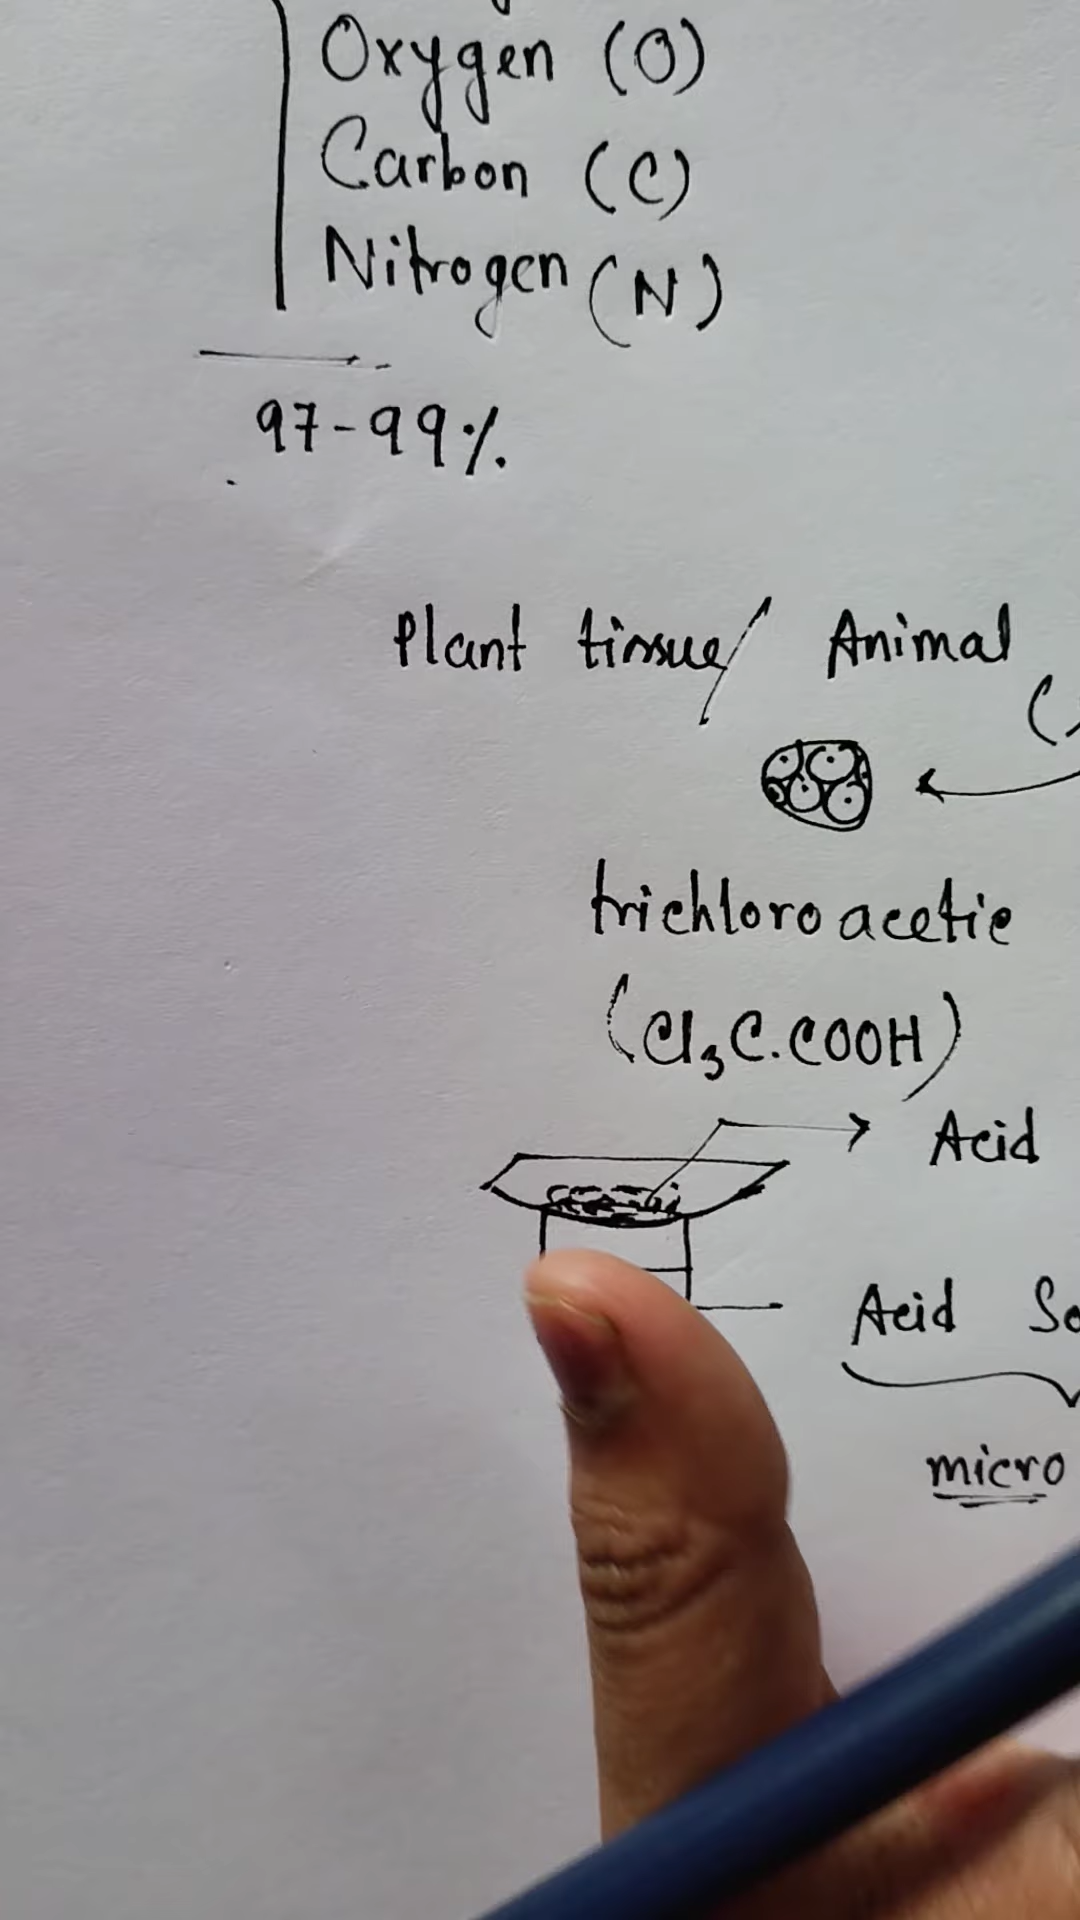 Oxygen (O)
Carbon (C)
Nitrogen (N)
97-99%.
Plant tissue/ Animal
trichloro acetic
(Cl₃C.COOH)
Acid
Acid
micro